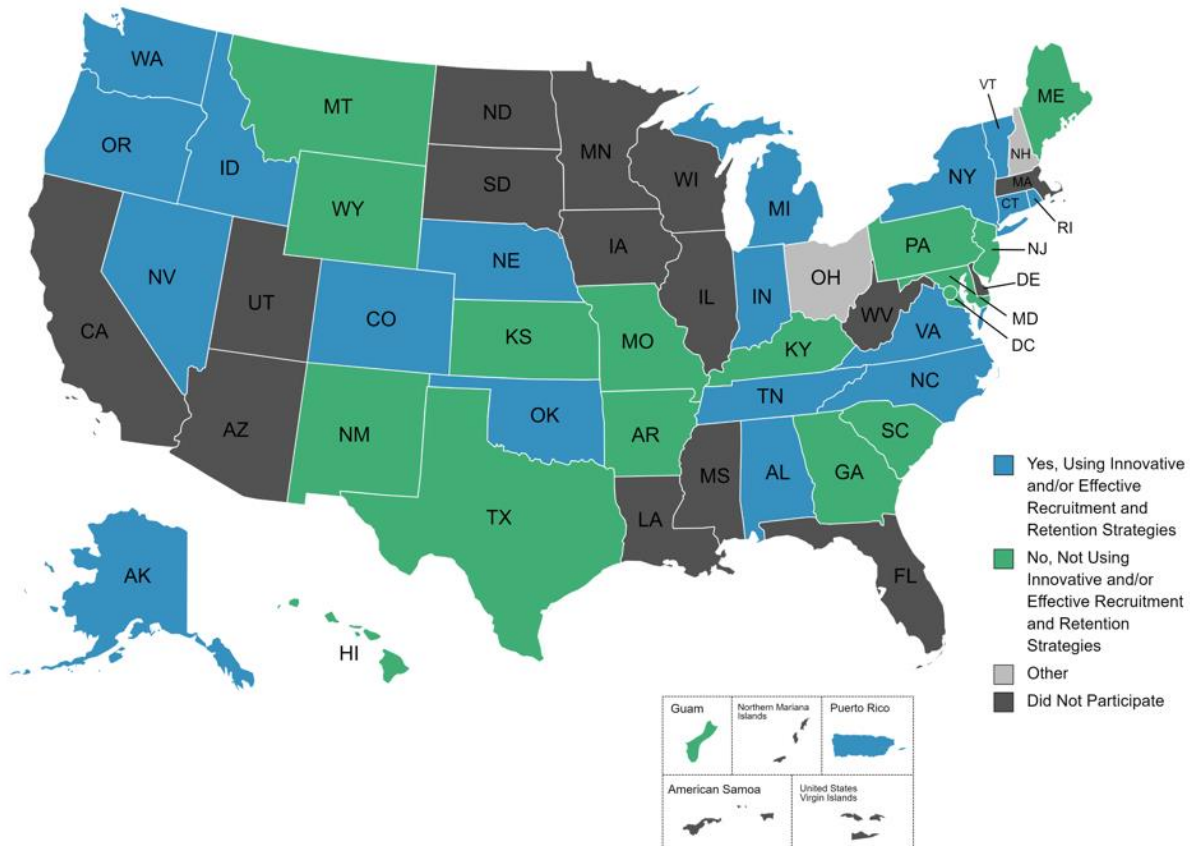 WA
MT
ND
MN
VT
ME
OR
ID
SD
WI
NY
NH
MA
WY
MI
CT
RI
NV
NE
IA
PA
NJ
UT
CO
IL
IN
OH
DE
CA
WV
MD
KS
MO
KY
VA
DC
TN
NC
AZ
NM
OK
AR
SC
TX
LA
MS
AL
GA
FL
AK
HI
Yes, Using Innovative
and/or Effective
Recruitment and
Retention Strategies
No, Not Using
Innovative and/or
Effective Recruitment
and Retention
Strategies
Other
Did Not Participate
Guam
Northern Mariana
Islands
Puerto Rico
American Samoa
United States
Virgin Islands